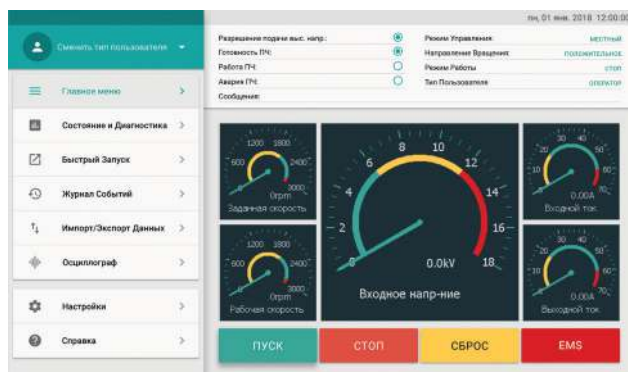 пн, 01 янв. 2018 12:00:00
Сменить тип пользователя
Разрешение подачи выс. напр.:
Готовность ПЧ:
Работа ПЧ:
Авария ПЧ:
Сообщения:
Режим Управления: МЕСТНЫЙ
Направление Вращения: ПОЛОЖИТЕЛЬНОЕ
Режим Работы СТОП
Тип Пользователя ОПЕРАТОР
Главное меню
Состояние и Диагностика
Быстрый Запуск
Журнал Событий
Импорт/Экспорт Данных
Осциллограф
Настройки
Справка
0 600 1200 1800 2400 3000
0rpm
Заданная скорость
0 600 1200 1800 2400 3000
0rpm
Рабочая скорость
0 2 4 6 8 10 12 14 16 18
0.0kV
Входное напр-ние
0 10 20 30 40 50 60 70
0.00A
Входной ток
0 10 20 30 40 50 60 70
0.00A
Выходной ток
ПУСК
СТОП
СБРОС
EMS